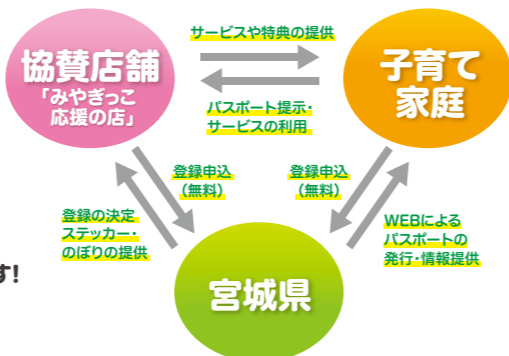 サービスや特典の提供
協賛店舗
「みやぎっこ
応援の店」
子育て
家庭
パスポート提示・
サービスの利用
登録申込
（無料）
登録申込
（無料）
登録の決定
ステッカー・
のぼりの提供
WEBによる
パスポートの
発行・情報提供
す!
宮城県